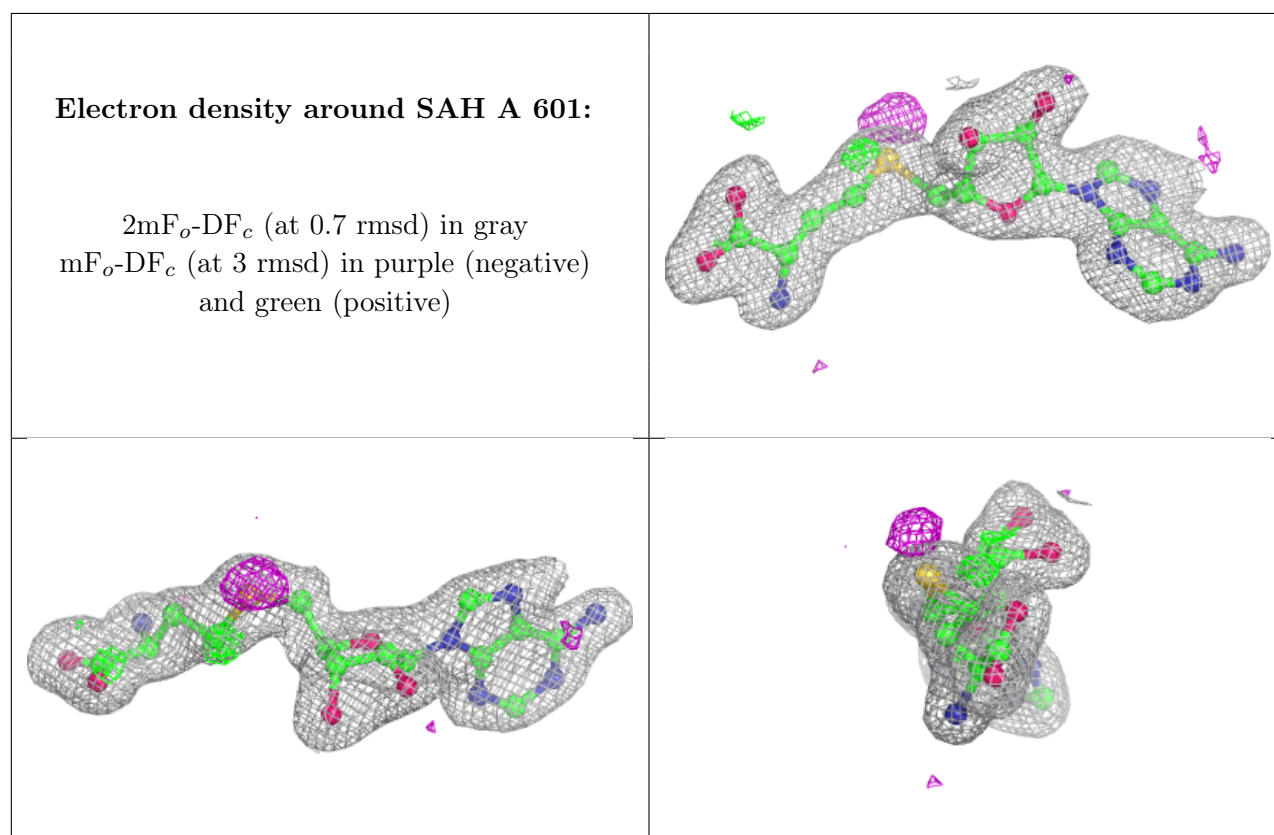 Electron density around SAH A 601:
2mFo-DFc (at 0.7 rmsd) in gray
mFo-DFc (at 3 rmsd) in purple (negative)
and green (positive)